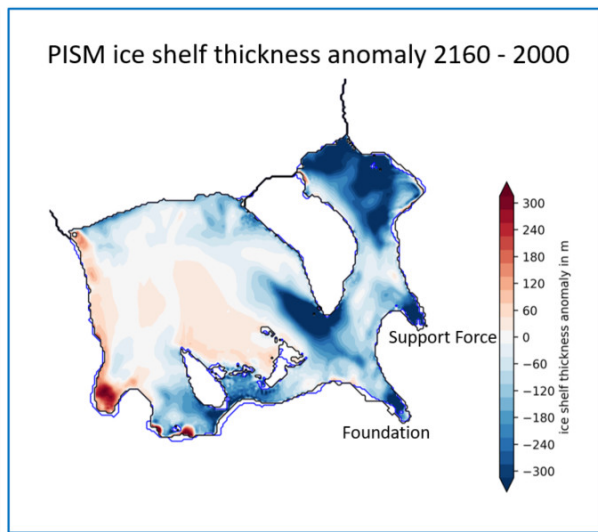 PISM ice shelf thickness anomaly 2160 - 2000
300
240
180
120
60
0
−60
−120
−180
−240
−300
ice shelf thickness anomaly in m
Support Force
Foundation